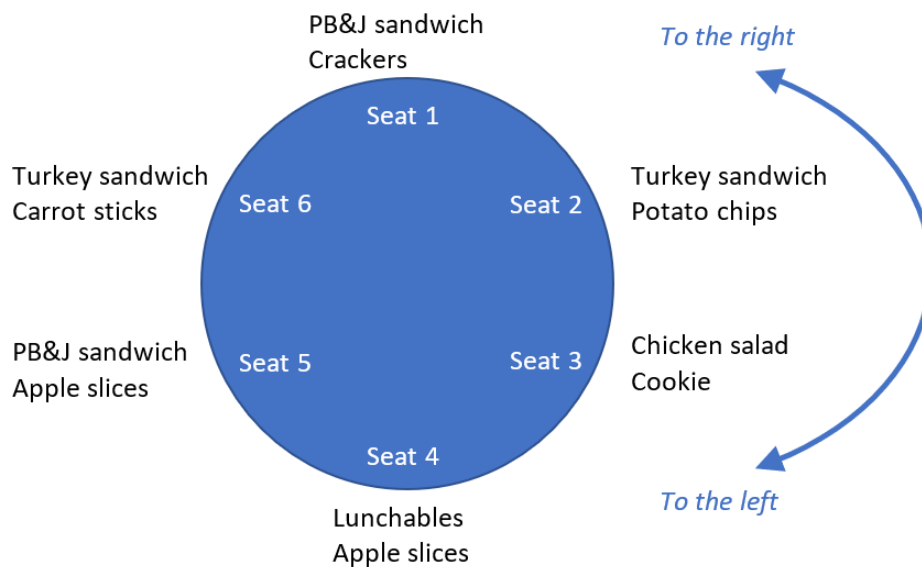 PB&J sandwich
Crackers
To the right
Seat 1
Turkey sandwich
Carrot sticks
Seat 6
Seat 2
Turkey sandwich
Potato chips
PB&J sandwich
Apple slices
Seat 5
Seat 3
Chicken salad
Cookie
Seat 4
To the left
Lunchables
Apple slices